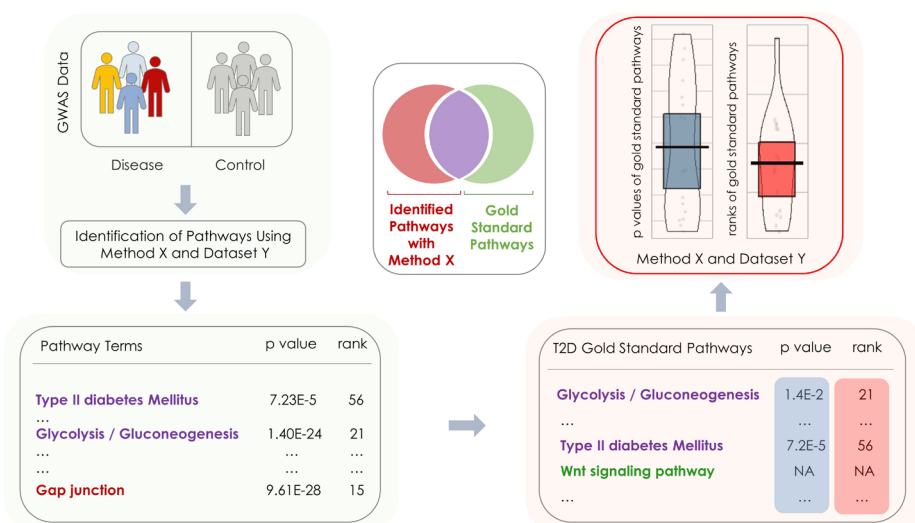 GWAS Data
Disease
Control
Identification of Pathways Using
Method X and Dataset Y
Pathway Terms p value rank
Type II diabetes Mellitus 7.23E-5 56
...
Glycolysis / Gluconeogenesis 1.40E-24 21
... ... ...
... ... ...
Gap junction 9.61E-28 15
Identified
Pathways
with
Method X
Gold
Standard
Pathways
p values of gold standard pathways
ranks of gold standard pathways
Method X and Dataset Y
T2D Gold Standard Pathways p value rank
Glycolysis / Gluconeogenesis 1.4E-2 21
... ... ...
Type II diabetes Mellitus 7.2E-5 56
Wnt signaling pathway NA NA
... ... ...